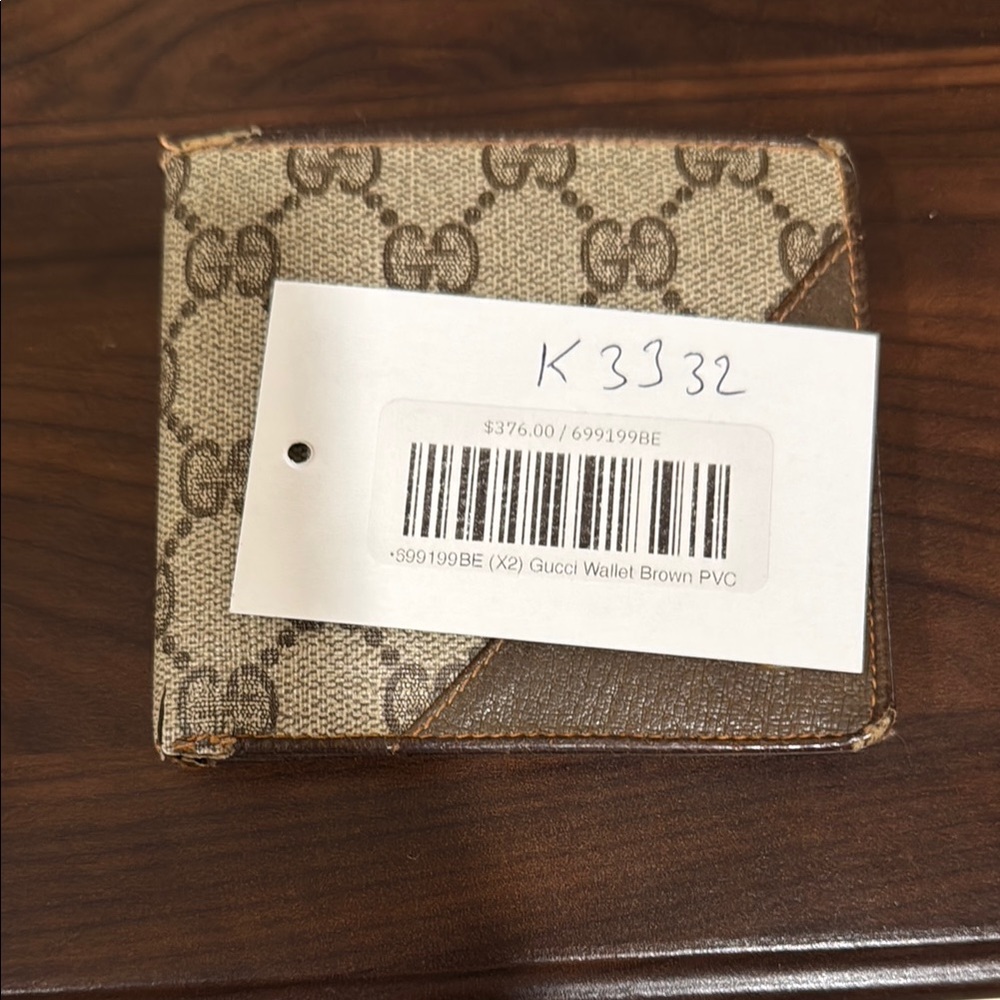 K 3332
$376.00 / 699199BE
*699199BE (X2) Gucci Wallet Brown PVC